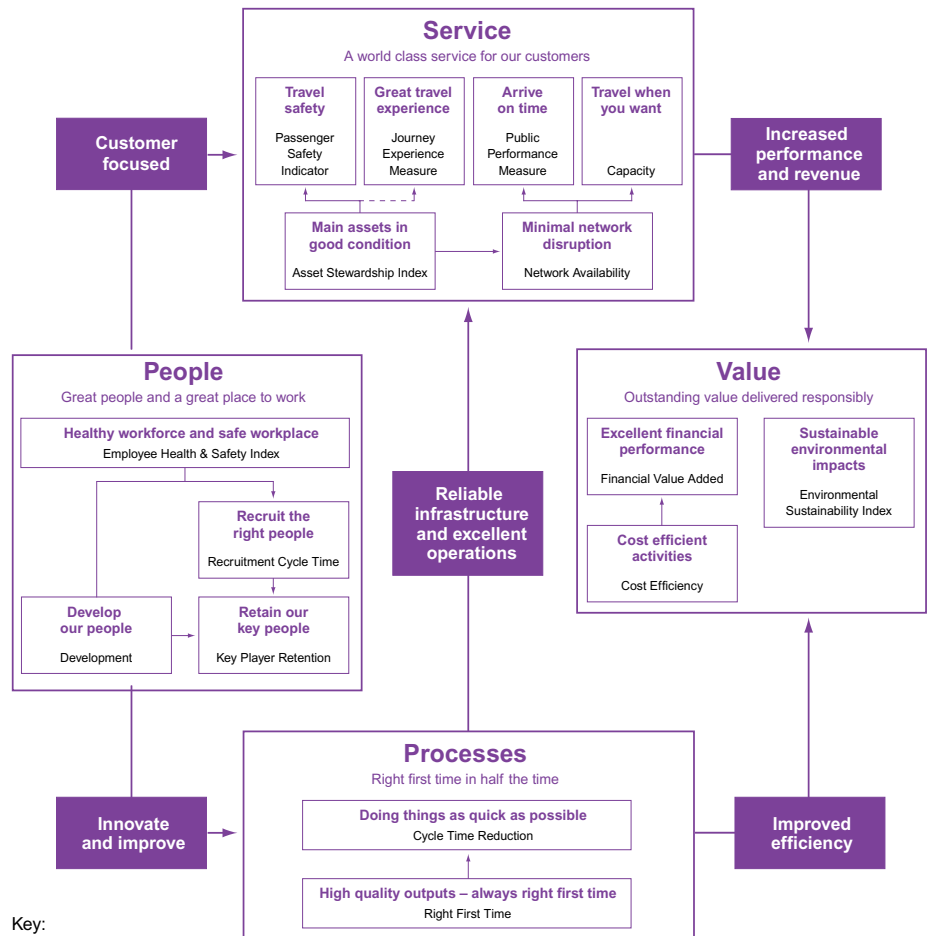 Service
A world class service for our customers
Travel
safety
Passenger
Safety
Indicator
Great travel
experience
Journey
Experience
Measure
Arrive
on time
Public
Performance
Measure
Travel when
you want
Capacity
Main assets in
good condition
Asset Stewardship Index
Minimal network
disruption
Network Availability
Customer
focused
Increased
performance
and revenue
People
Great people and a great place to work
Healthy workforce and safe workplace
Employee Health & Safety Index
Recruit the
right people
Recruitment Cycle Time
Develop
our people
Development
Retain our
key people
Key Player Retention
Reliable
infrastructure
and excellent
operations
Value
Outstanding value delivered responsibly
Excellent financial
performance
Financial Value Added
Sustainable
environmental
impacts
Environmental
Sustainability Index
Cost efficient
activities
Cost Efficiency
Innovate
and improve
Processes
Right first time in half the time
Doing things as quick as possible
Cycle Time Reduction
High quality outputs – always right first time
Right First Time
Improved
efficiency
Key: